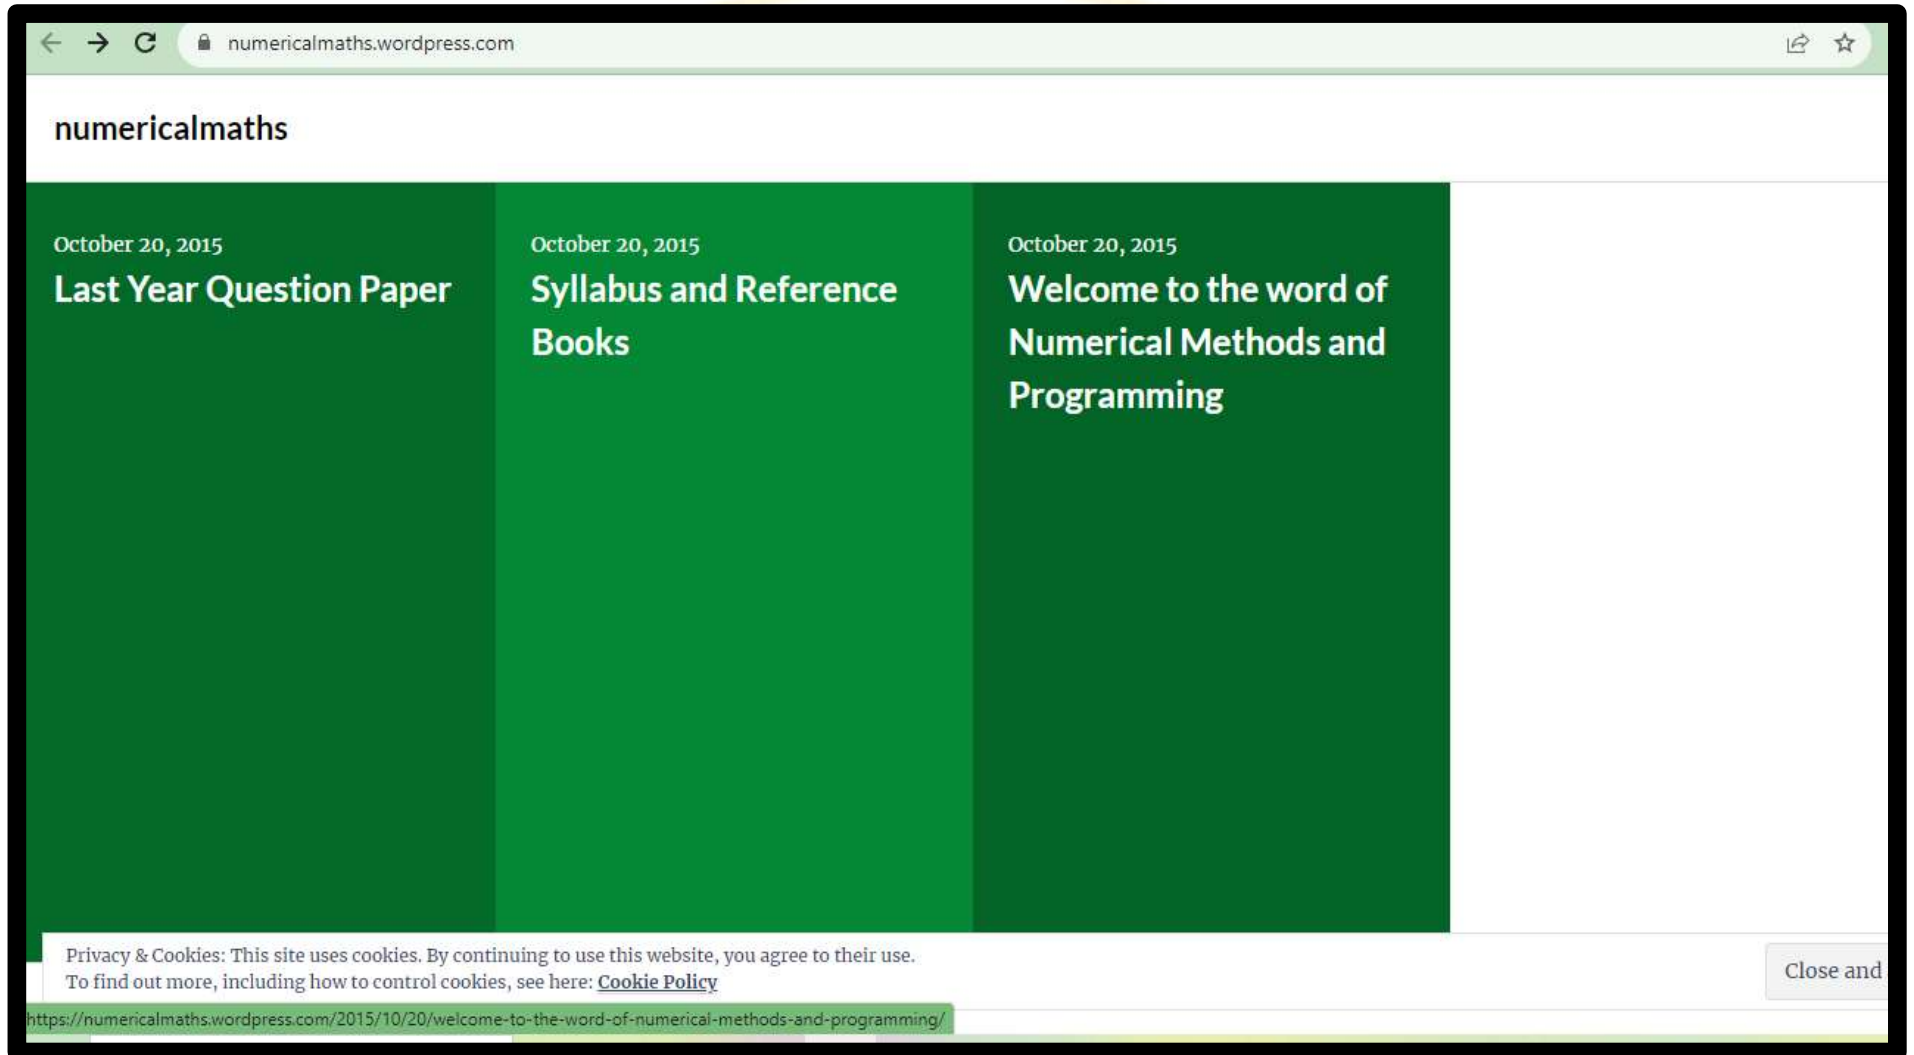 numericalmaths.wordpress.com
numericalmaths
October 20, 2015
Last Year Question Paper
October 20, 2015
Syllabus and Reference
Books
October 20, 2015
Welcome to the word of
Numerical Methods and
Programming
Privacy & Cookies: This site uses cookies. By continuing to use this website, you agree to their use.
To find out more, including how to control cookies, see here: Cookie Policy
Close and
https://numericalmaths.wordpress.com/2015/10/20/welcome-to-the-word-of-numerical-methods-and-programming/